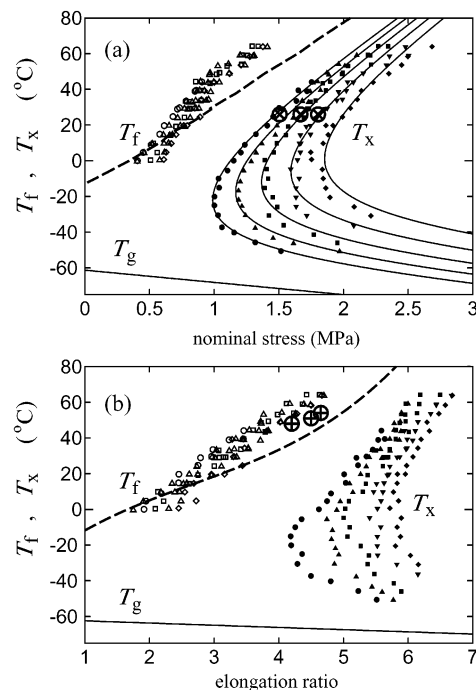 80
(a)
60
40
20
0
-20
-40
-60
T_f , T_x °C
T_f
T_x
T_g
0 0.5 1 1.5 2 2.5 3
nominal stress (MPa)
80
(b)
60
40
20
0
-20
-40
-60
T_f , T_x °C
T_f
T_x
T_g
1 2 3 4 5 6 7
elongation ratio